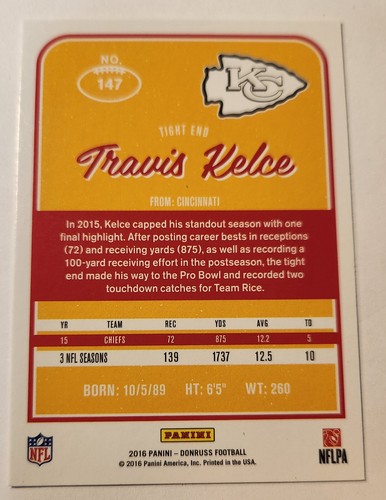 NO.
147
KC
TIGHT END
Travis Kelce
FROM: CINCINNATI
In 2015, Kelce capped his standout season with one
final highlight. After posting career bests in receptions
(72) and receiving yards (875), as well as recording a
100-yard receiving effort in the postseason, the tight
end made his way to the Pro Bowl and recorded two
touchdown catches for Team Rice.
YR TEAM REC YDS AVG TD
15 CHIEFS 72 875 12.2 5
3 NFL SEASONS 139 1737 12.5 10
BORN: 10/5/89 HT: 6'5" WT: 260
PANINI
NFL
2016 PANINI – DONRUSS FOOTBALL
© 2016 Panini America, Inc. Printed in the USA.
NFLPA